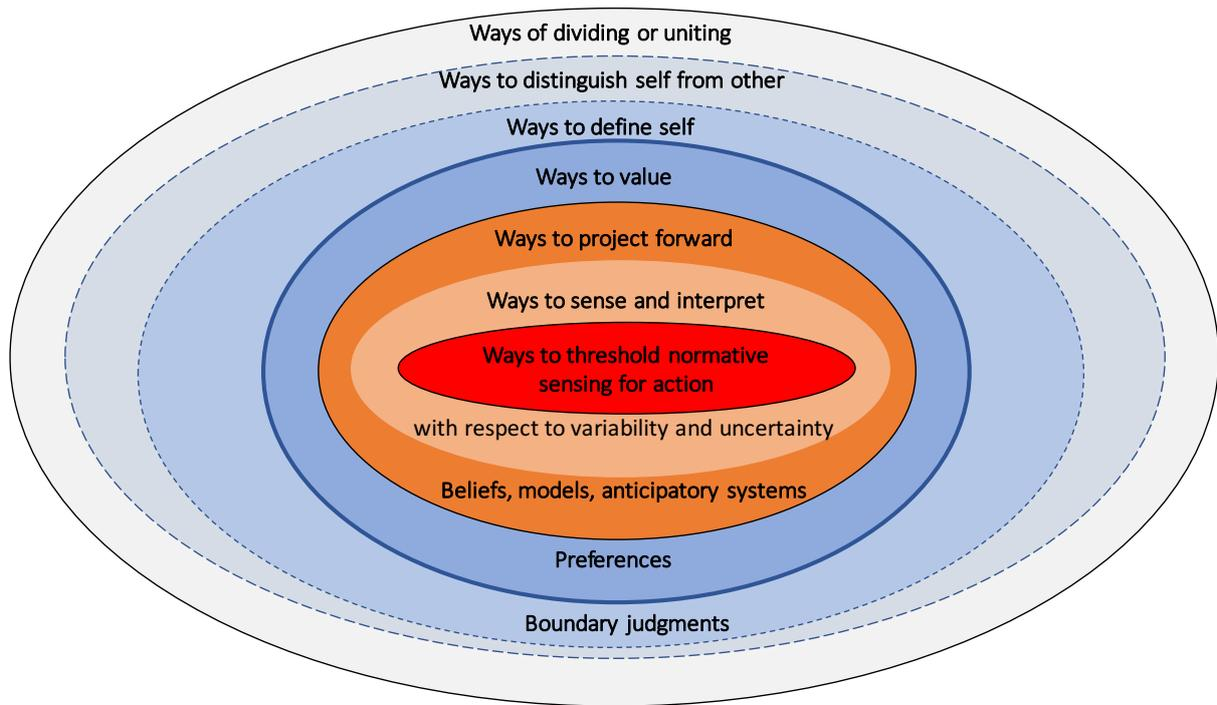 Ways of dividing or uniting
Ways to distinguish self from other
Ways to define self
Ways to value
Ways to project forward
Ways to sense and interpret
Ways to threshold normative
sensing for action
with respect to variability and uncertainty
Beliefs, models, anticipatory systems
Preferences
Boundary judgments